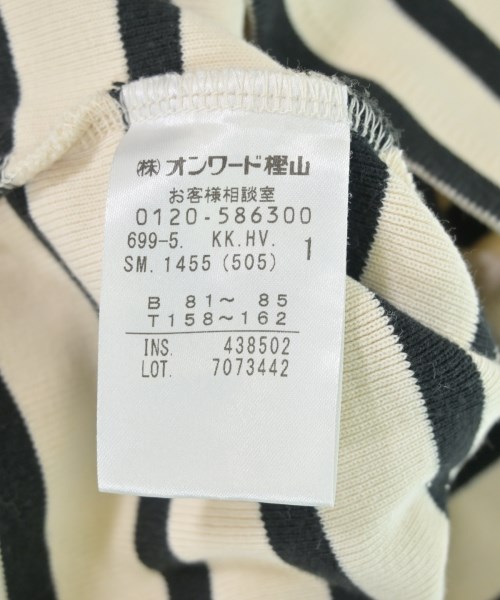 (株)オンワード樫山
お客様相談室
0120-586300
699-5. KK.HV. 1
SM. 1455 (505)
B 81～ 85
T158～162
INS. 438502
LOT. 7073442